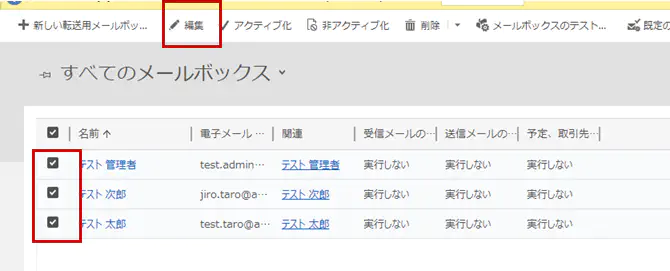 + 新しい転送用メールボッ... 編集 アクティブ化 非アクティブ化 削除 メールボックスのテスト... 既定の
すべてのメールボックス
名前 ↑ 電子メール ... 関連 受信メールの... 送信メールの... 予定、取引先...
テスト 管理者 test.admin... テスト 管理者 実行しない 実行しない 実行しない
テスト 次郎 jiro.taro@a... テスト 次郎 実行しない 実行しない 実行しない
テスト 太郎 test.taro@a... テスト 太郎 実行しない 実行しない 実行しない